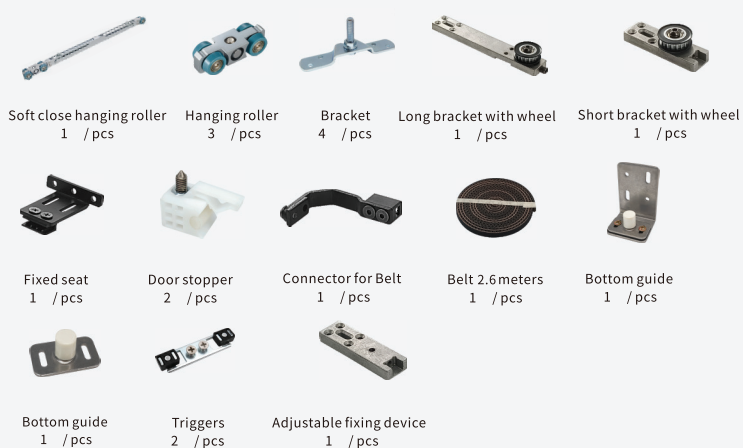 Soft close hanging roller
1 / pcs
Hanging roller
3 / pcs
Bracket
4 / pcs
Long bracket with wheel
1 / pcs
Short bracket with wheel
1 / pcs
Fixed seat
1 / pcs
Door stopper
2 / pcs
Connector for Belt
1 / pcs
Belt 2.6 meters
1 / pcs
Bottom guide
1 / pcs
Bottom guide
1 / pcs
Triggers
2 / pcs
Adjustable fixing device
1 / pcs